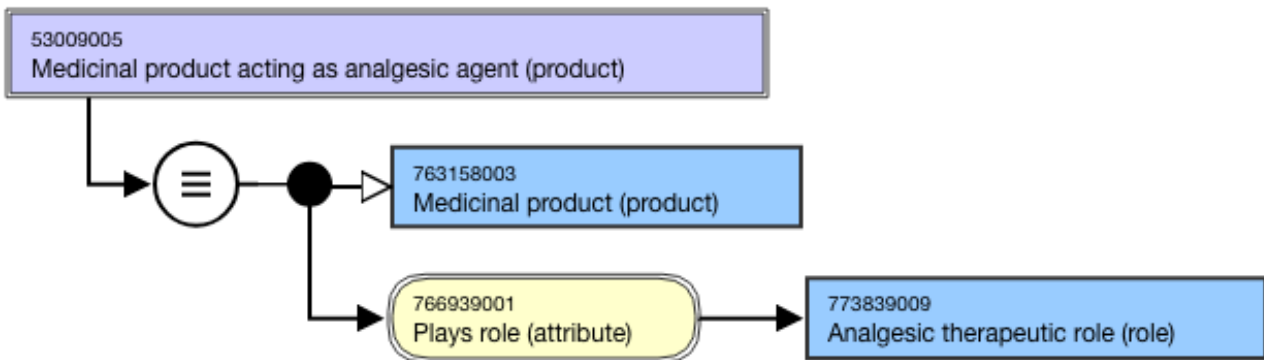 53009005
Medicinal product acting as analgesic agent (product)
763158003
Medicinal product (product)
766939001
Plays role (attribute)
773839009
Analgesic therapeutic role (role)